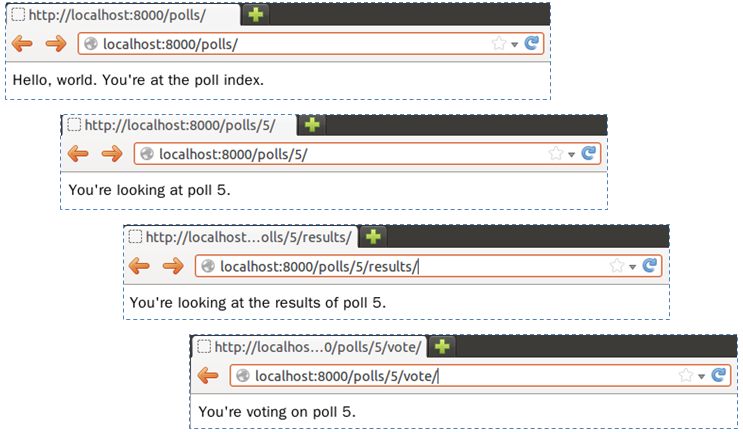 http://localhost:8000/polls/
localhost:8000/polls/
Hello, world. You're at the poll index.
http://localhost:8000/polls/5/
localhost:8000/polls/5/
You're looking at poll 5.
http://localhost...olls/5/results/
localhost:8000/polls/5/results/
You're looking at the results of poll 5.
http://localhos...0/polls/5/vote/
localhost:8000/polls/5/vote/
You're voting on poll 5.